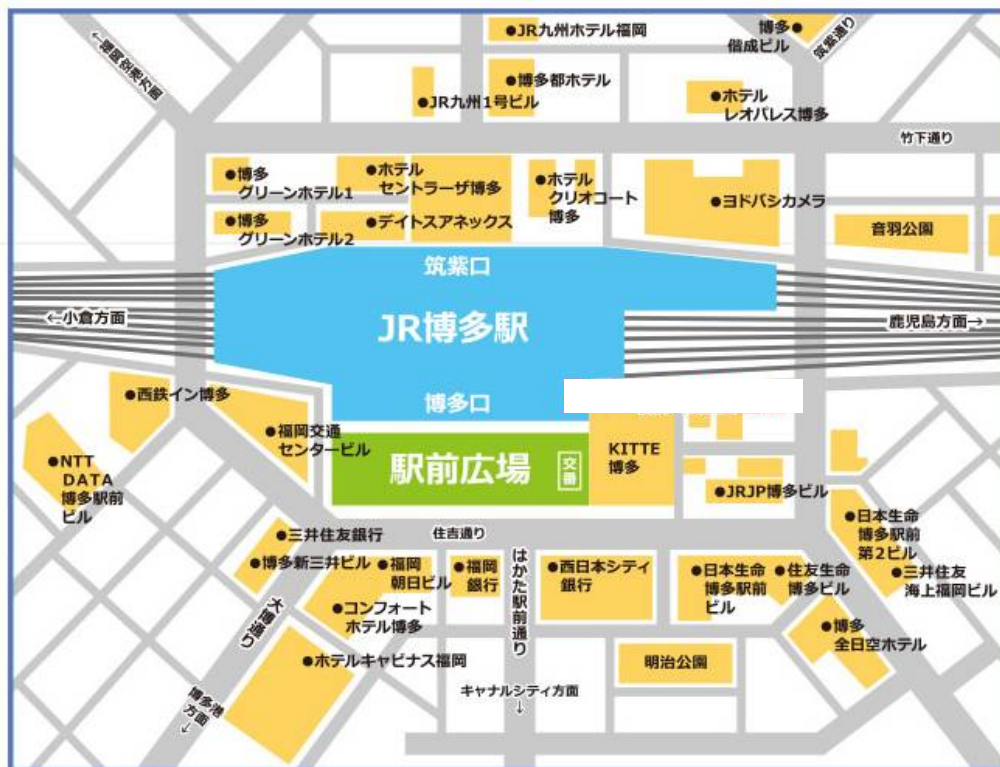 ●JR九州ホテル福岡
博多●
偕成ビル
筑紫通り
←福岡空港方面
●博多都ホテル
●JR九州1号ビル
●ホテル
レオパレス博多
竹下通り
●博多
グリーンホテル1
●ホテル
セントラーザ博多
●ホテル
クリオコート
博多
●ヨドバシカメラ
●博多
グリーンホテル2
●デイトスアネックス
音羽公園
筑紫口
←小倉方面
JR博多駅
鹿児島方面→
博多口
●西鉄イン博多
●福岡交通
センタービル
駅前広場
交番
KITTE
博多
●NTT
DATA
博多駅前
ビル
●JRJP博多ビル
●日本生命
博多駅前
第2ビル
●三井住友銀行
住吉通り
●博多新三井ビル
●福岡
朝日ビル
●福岡
銀行
はかた駅前通り
●西日本シティ
銀行
●日本生命
博多駅前
ビル
●住友生命
博多ビル
●三井住友
海上福岡ビル
大博通り
●コンフォート
ホテル博多
●博多
全日空ホテル
●ホテルキャビナス福岡
明治公園
キャナルシティ方面
↓
博多港
方面
↓